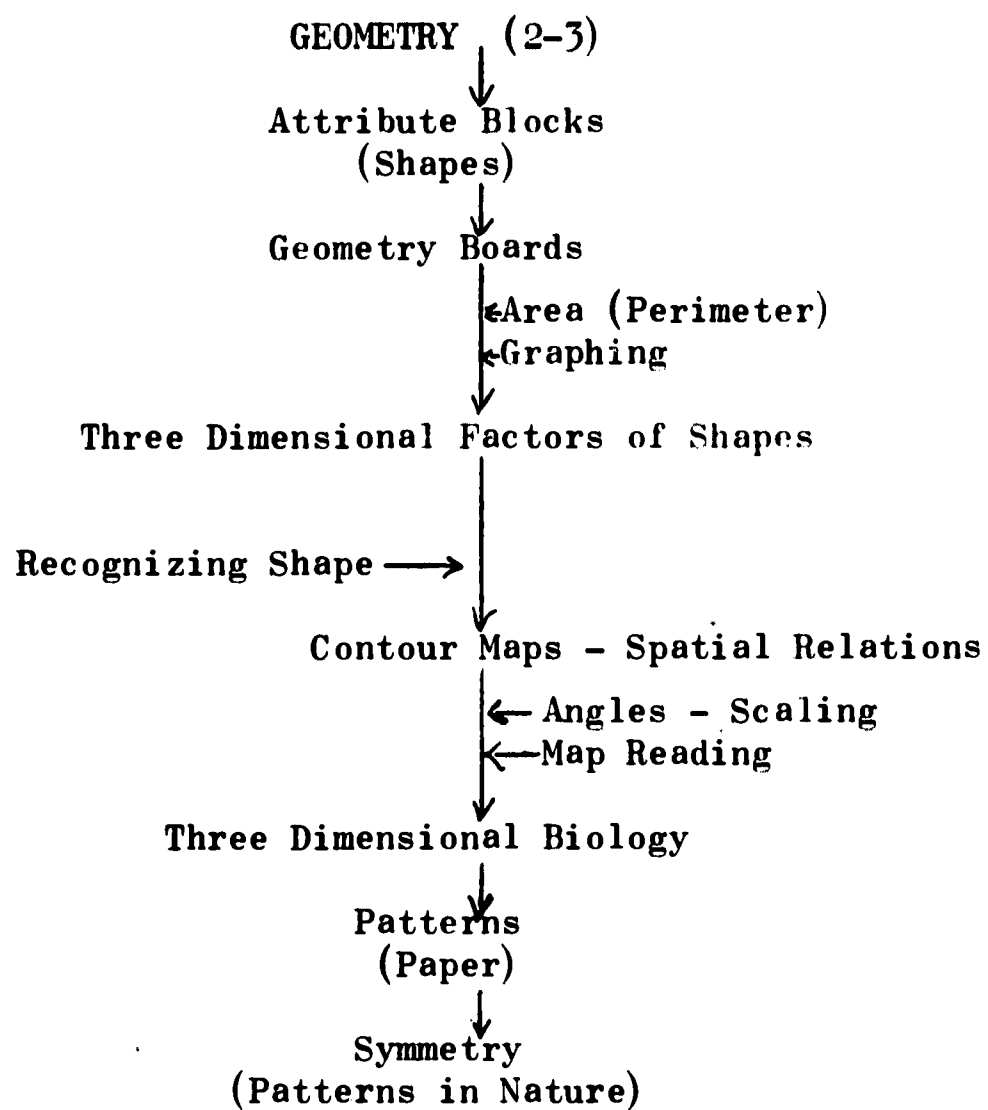 GEOMETRY (2-3)
Attribute Blocks
(Shapes)
Geometry Boards
Area (Perimeter)
Graphing
Three Dimensional Factors of Shapes
Recognizing Shape
Contour Maps - Spatial Relations
Angles - Scaling
Map Reading
Three Dimensional Biology
Patterns
(Paper)
Symmetry
(Patterns in Nature)